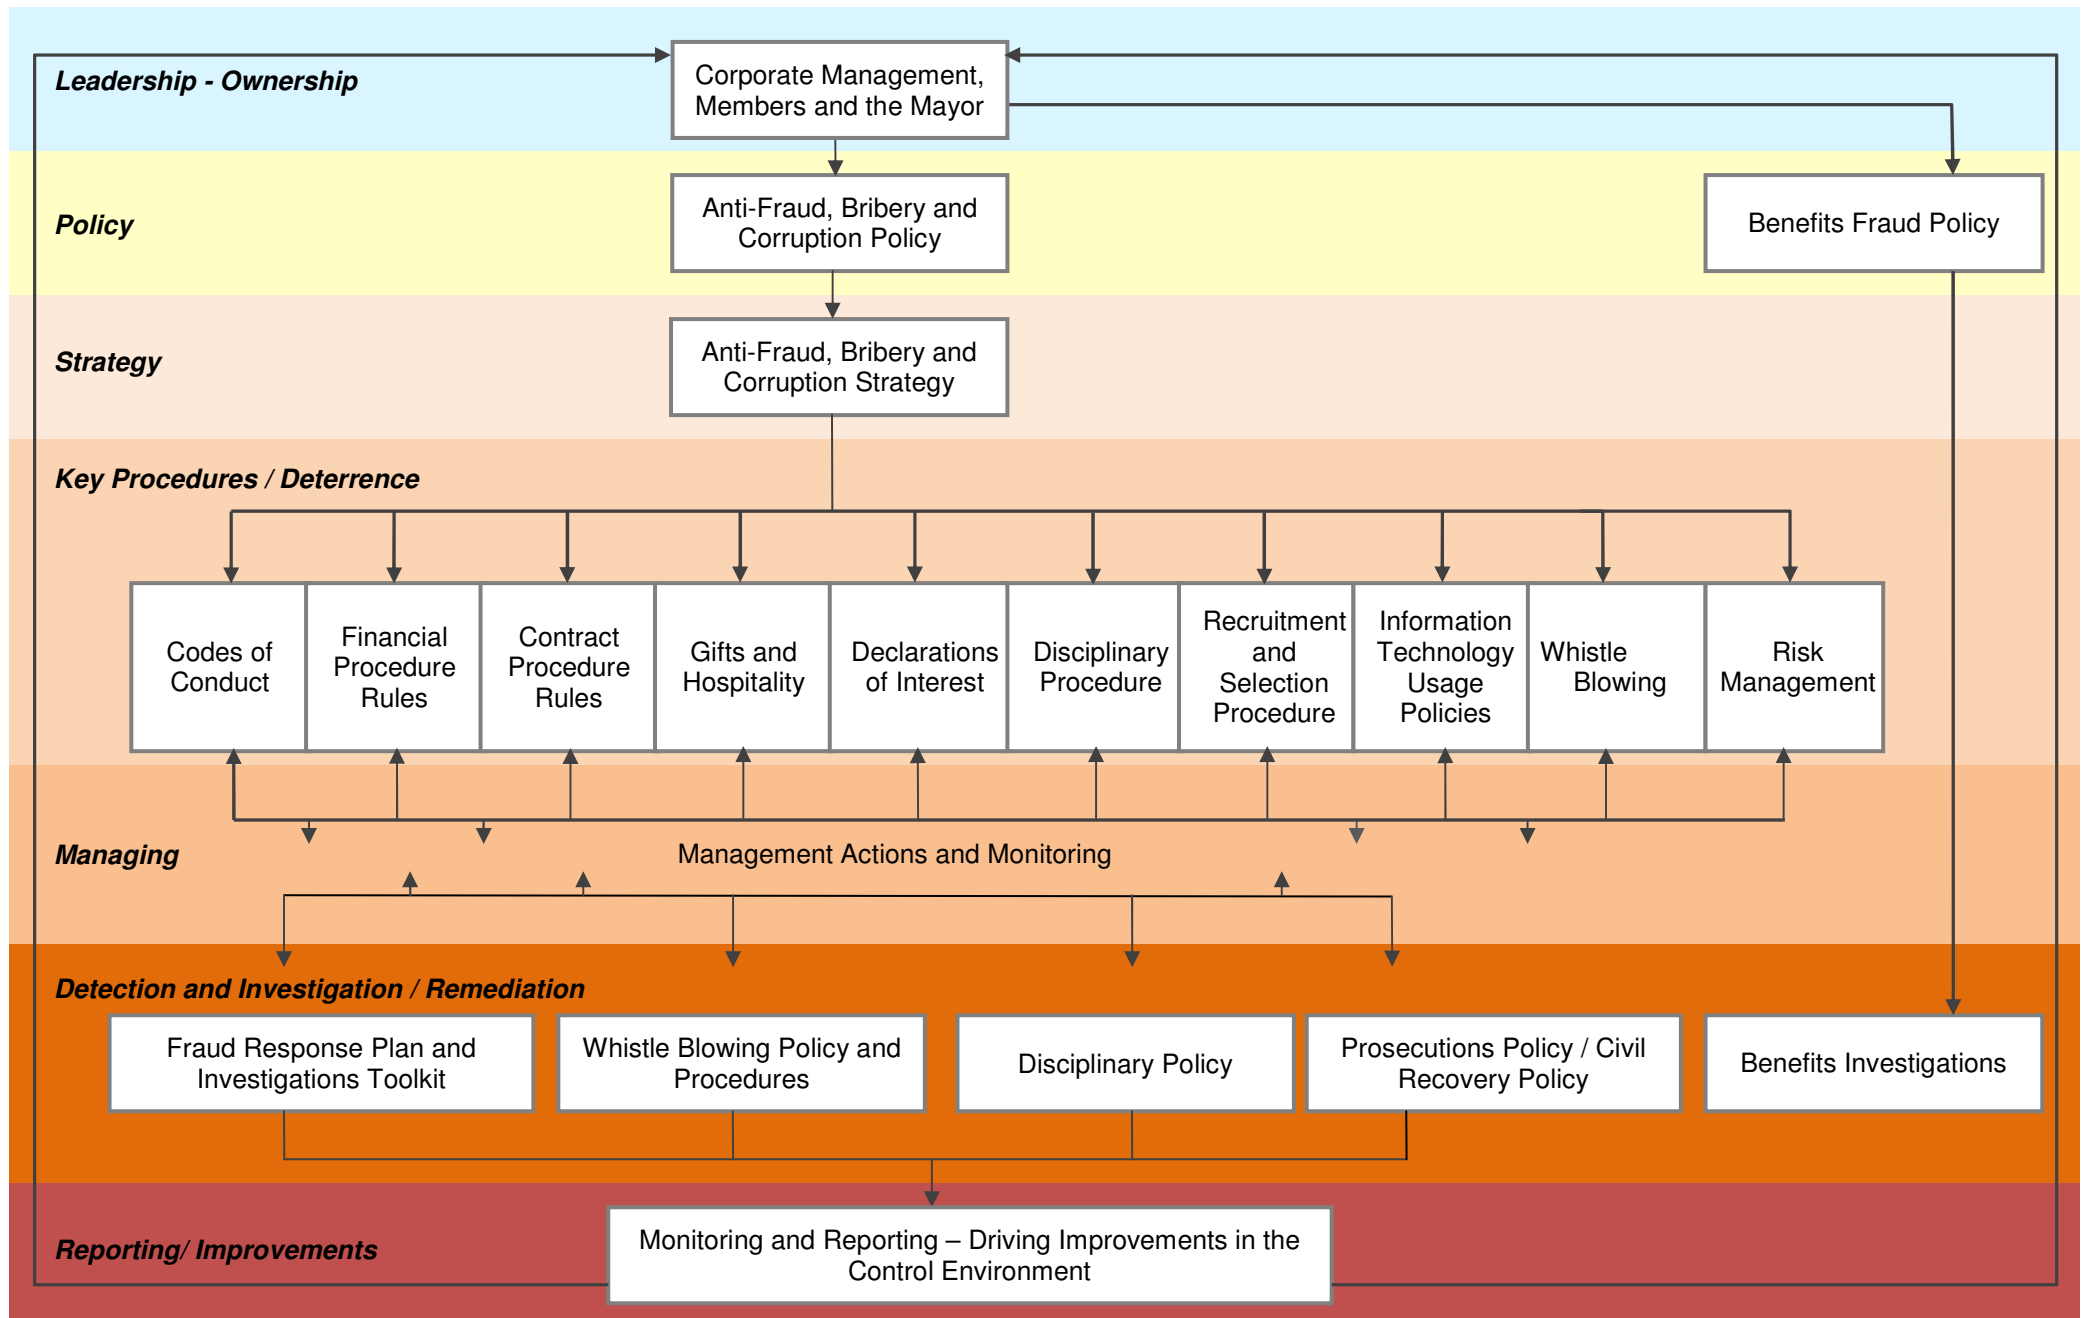 Leadership - Ownership
Corporate Management,
Members and the Mayor
Policy
Anti-Fraud, Bribery and
Corruption Policy
Benefits Fraud Policy
Strategy
Anti-Fraud, Bribery and
Corruption Strategy
Key Procedures / Deterrence
Codes of
Conduct
Financial
Procedure
Rules
Contract
Procedure
Rules
Gifts and
Hospitality
Declarations
of Interest
Disciplinary
Procedure
Recruitment
and
Selection
Procedure
Information
Technology
Usage
Policies
Whistle
Blowing
Risk
Management
Managing
Management Actions and Monitoring
Detection and Investigation / Remediation
Fraud Response Plan and
Investigations Toolkit
Whistle Blowing Policy and
Procedures
Disciplinary Policy
Prosecutions Policy / Civil
Recovery Policy
Benefits Investigations
Reporting/ Improvements
Monitoring and Reporting – Driving Improvements in the
Control Environment